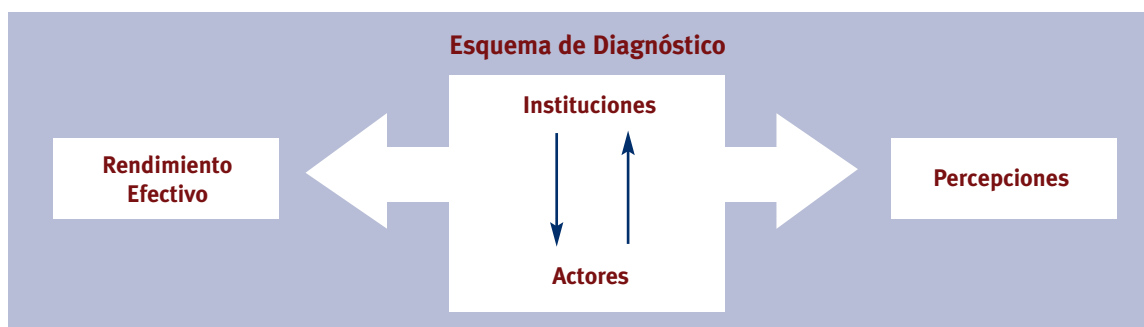 Esquema de Diagnóstico
Instituciones
Rendimiento
Efectivo
Percepciones
Actores